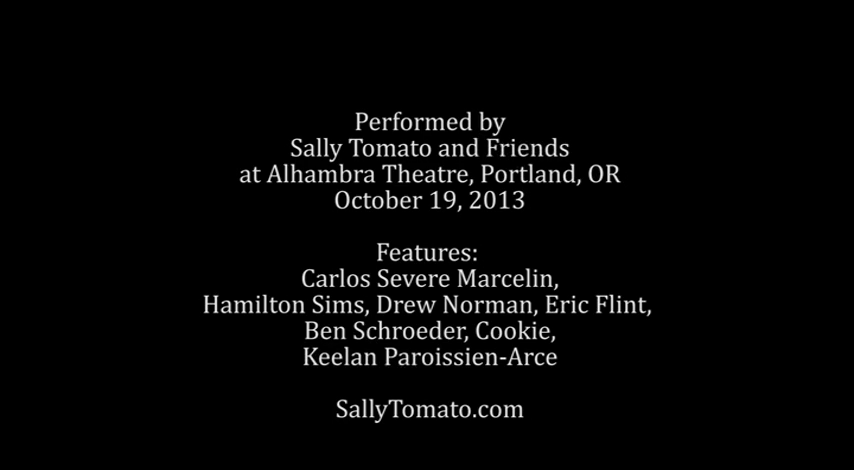 Performed by
Sally Tomato and Friends
at Alhambra Theatre, Portland, OR
October 19, 2013
Features:
Carlos Severe Marcelin,
Hamilton Sims, Drew Norman, Eric Flint,
Ben Schroeder, Cookie,
Keelan Paroissien-Arce
SallyTomato.com